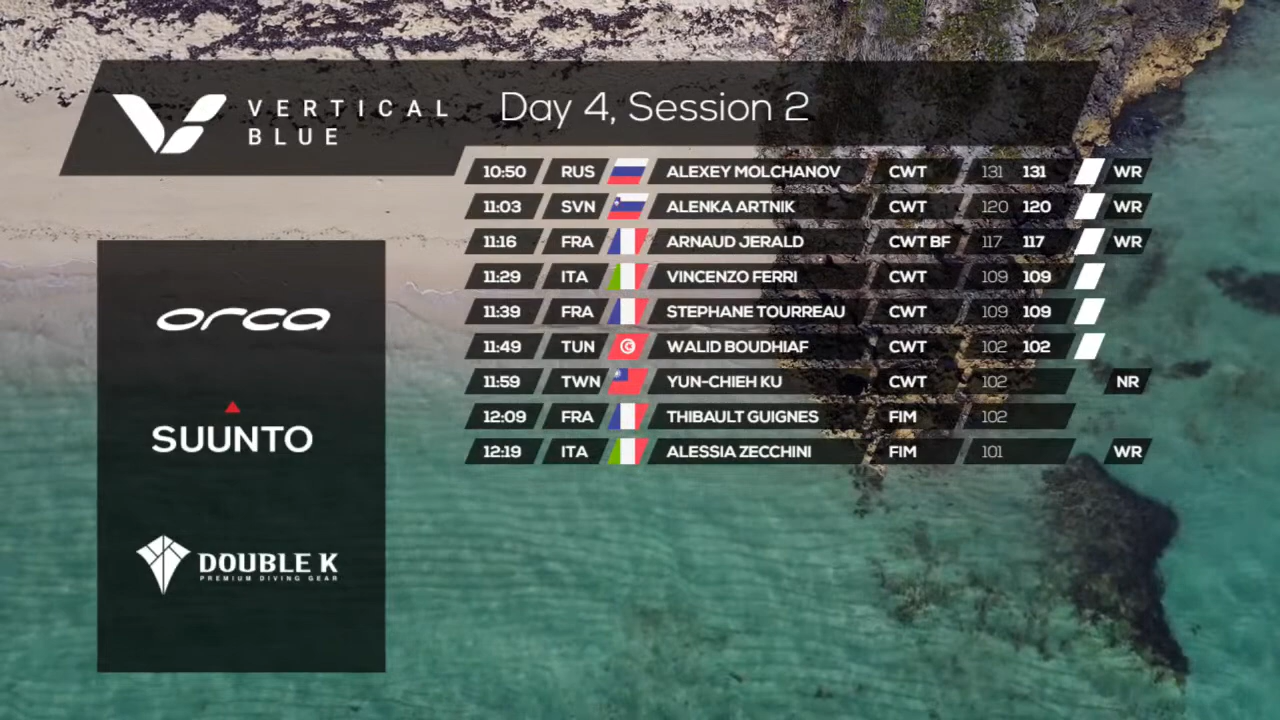 VERTICAL
BLUE
Day 4, Session 2
10:50 RUS ALEXEY MOLCHANOV CWT 131 131 WR
11:03 SVN ALENKA ARTNIK CWT 120 120 WR
11:16 FRA ARNAUD JERALD CWT BF 117 117 WR
11:29 ITA VINCENZO FERRI CWT 109 109
11:39 FRA STEPHANE TOURREAU CWT 109 109
11:49 TUN WALID BOUDHIAF CWT 102 102
11:59 TWN YUN-CHIEH KU CWT 102 NR
12:09 FRA THIBAULT GUIGNES FIM 102
12:19 ITA ALESSIA ZECCHINI FIM 101 WR
orca
SUUNTO
DOUBLE K
PREMIUM DIVING GEAR